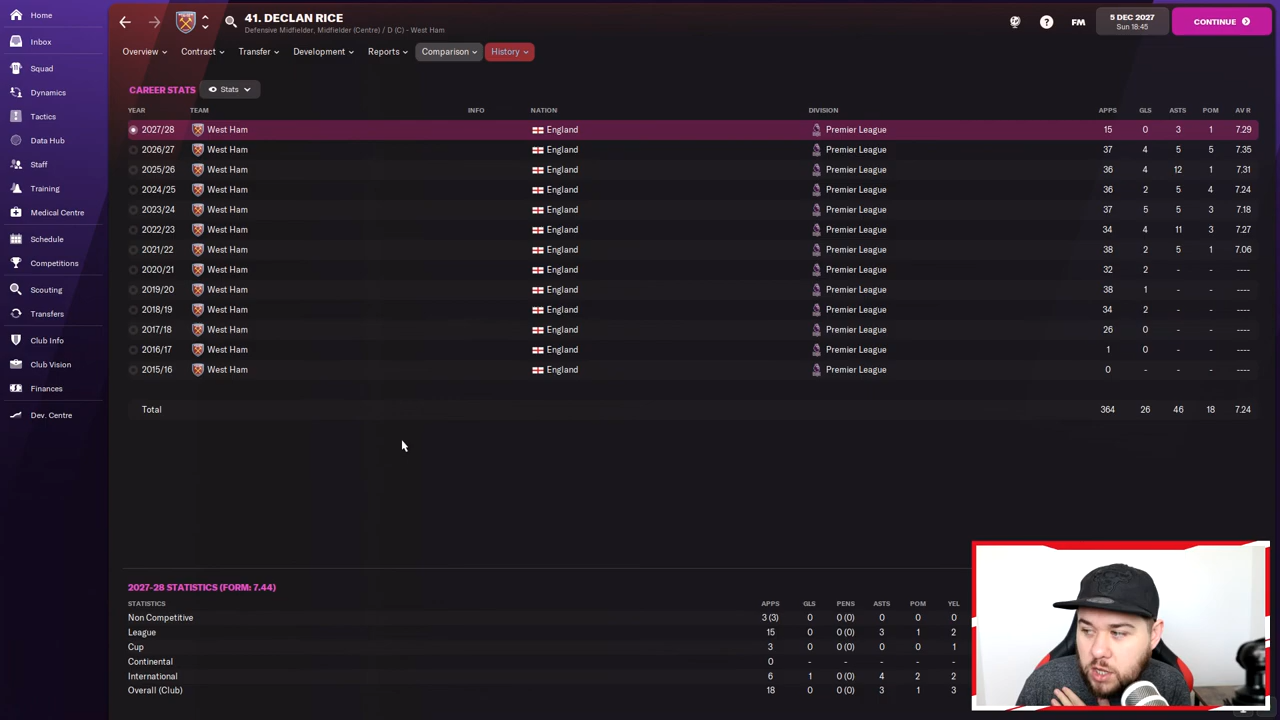 Home
Inbox
Squad
Dynamics
Tactics
Data Hub
Staff
Training
Medical Centre
Schedule
Competitions
Scouting
Transfers
Club Info
Club Vision
Finances
Dev. Centre
41. DECLAN RICE
Defensive Midfielder, Midfielder (Centre) / D (C) - West Ham
? FM 5 DEC 2027 CONTINUE
Sun 18:45
Overview Contract Transfer Development Reports Comparison History
CAREER STATS Stats
YEAR TEAM INFO NATION DIVISION APPS GLS ASTS POM AV R
2027/28 West Ham England Premier League 15 0 3 1 7.29
2026/27 West Ham England Premier League 37 4 5 5 7.35
2025/26 West Ham England Premier League 36 4 12 1 7.31
2024/25 West Ham England Premier League 36 2 5 4 7.24
2023/24 West Ham England Premier League 37 5 5 3 7.18
2022/23 West Ham England Premier League 34 4 11 3 7.27
2021/22 West Ham England Premier League 38 2 5 1 7.06
2020/21 West Ham England Premier League 32 2 - - ----
2019/20 West Ham England Premier League 38 1 - - ----
2018/19 West Ham England Premier League 34 2 - - ----
2017/18 West Ham England Premier League 26 0 - - ----
2016/17 West Ham England Premier League 1 0 - - ----
2015/16 West Ham England Premier League 0 - - - ----
Total 364 26 46 18 7.24
2027-28 STATISTICS (FORM: 7.44)
STATISTICS APPS GLS PENS ASTS POM YEL
Non Competitive 3 (3) 0 0 (0) 0 0 0
League 15 0 0 (0) 3 1 2
Cup 3 0 0 (0) 0 0 1
Continental 0 - - - - -
International 6 1 0 (0) 4 2 2
Overall (Club) 18 0 0 (0) 3 1 3